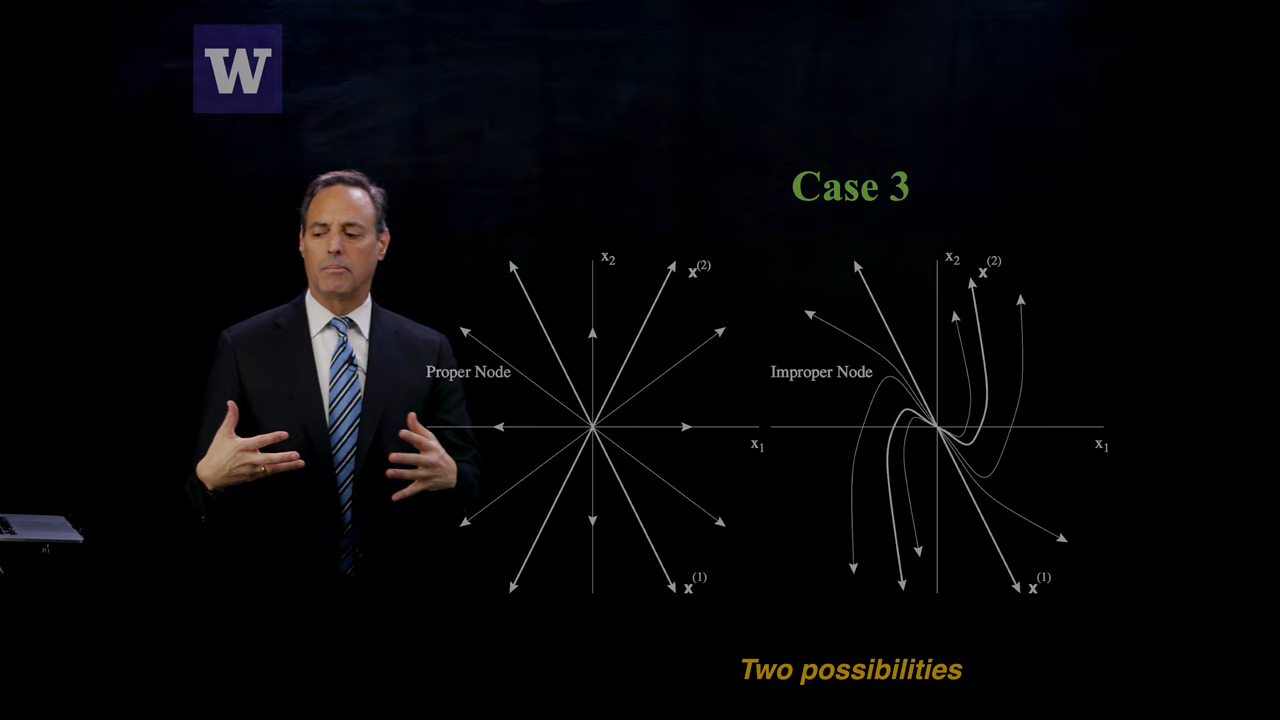 W
Case 3
x2
x(2)
Proper Node
x1
x(1)
x2
x(2)
Improper Node
x1
x(1)
Two possibilities